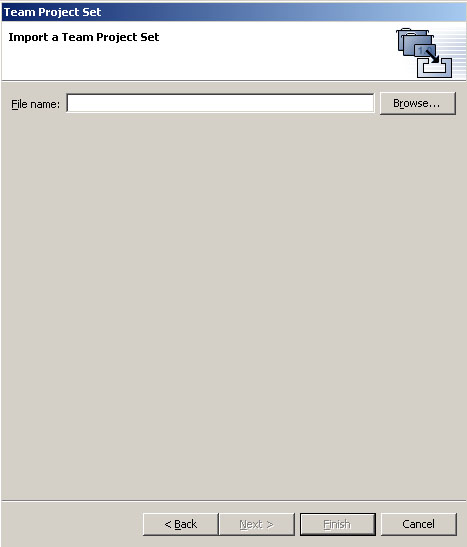 Team Project Set
Import a Team Project Set
File name:
Browse...
< Back
Next >
Finish
Cancel